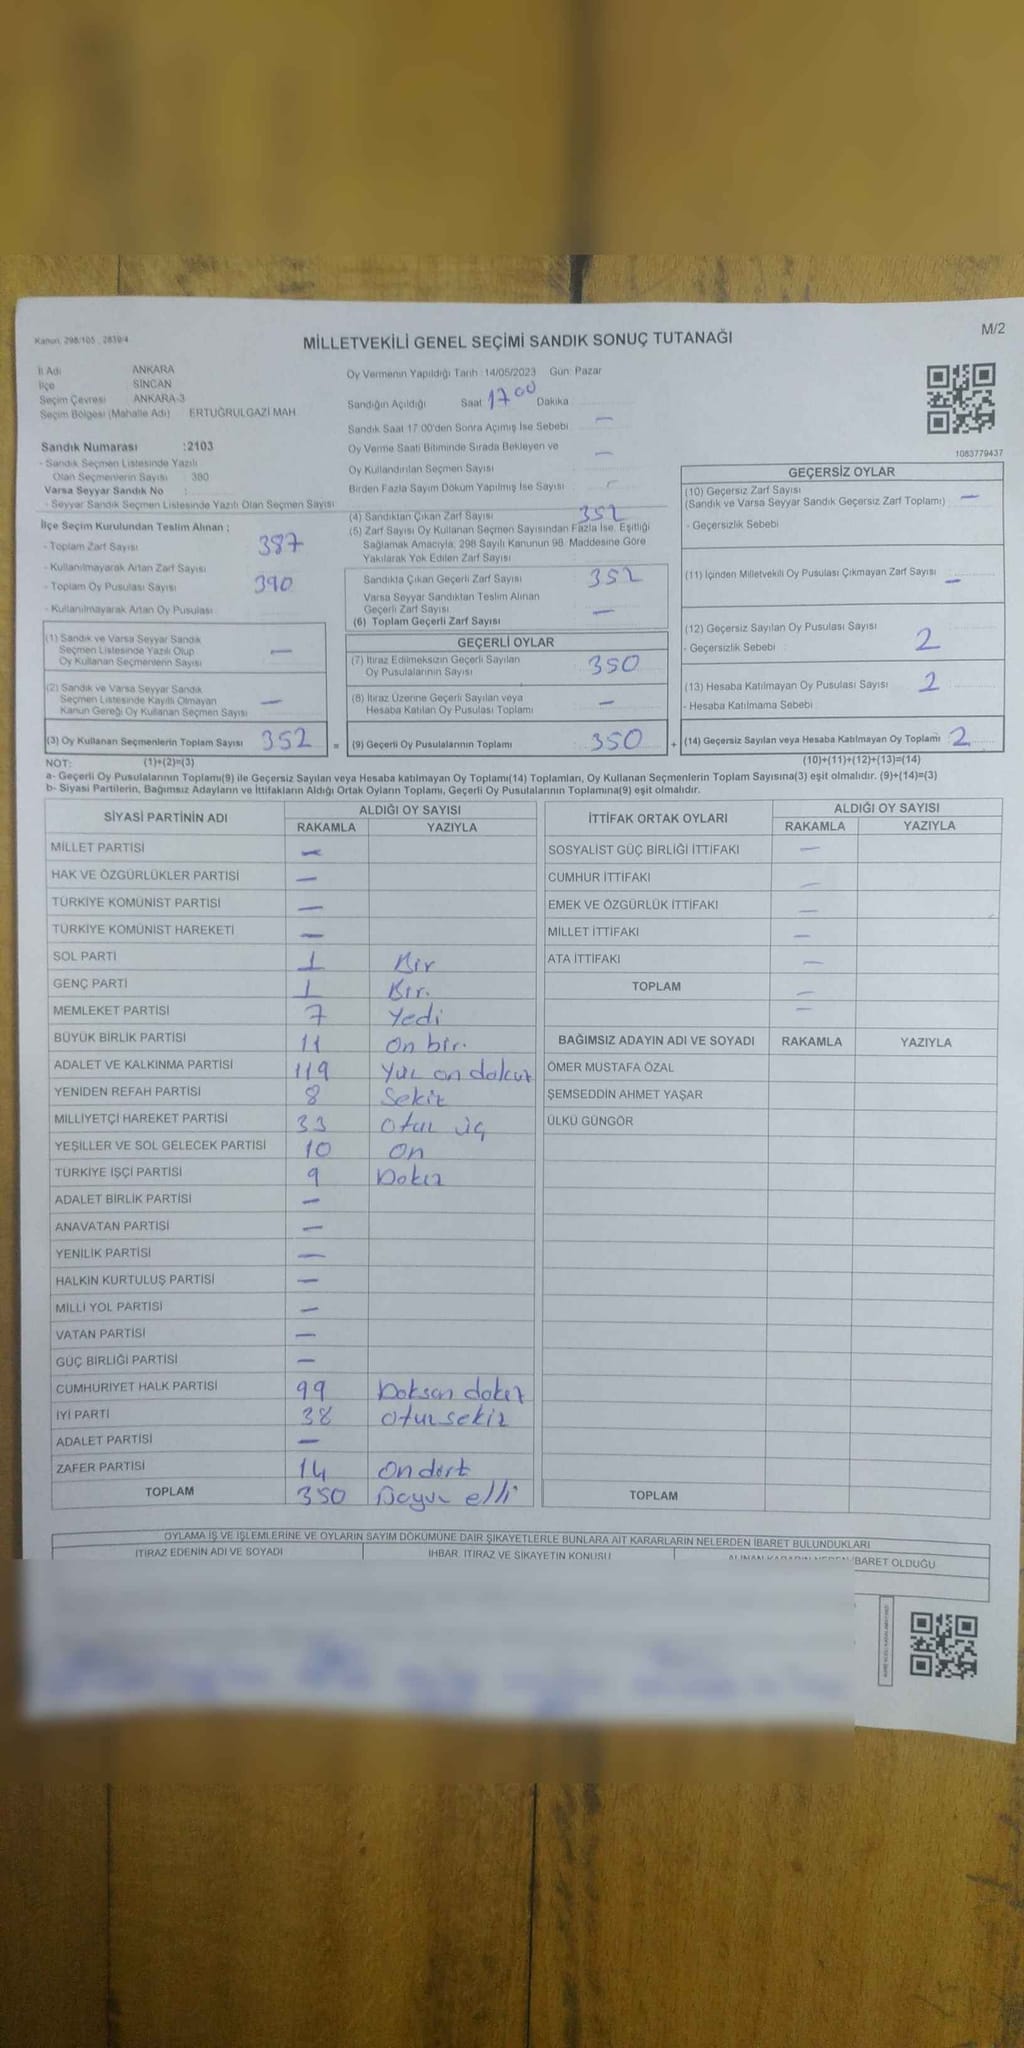 Kanun, 298/105 , 2839/4
MİLLETVEKİLİ GENEL SEÇİMİ SANDIK SONUÇ TUTANAĞI
M/2
İl Adı ANKARA
İlçe SİNCAN
Seçim Çevresi ANKARA-3
Seçim Bölgesi (Mahalle Adı) ERTUĞRULGAZİ MAH.
Sandık Numarası :2103
- Sandık Seçmen Listesinde Yazılı
Olan Seçmenlerin Sayısı : 380
Varsa Seyyar Sandık No :
- Seyyar Sandık Seçmen Listesinde Yazılı Olan Seçmen Sayısı
İlçe Seçim Kurulundan Teslim Alınan ;
- Toplam Zarf Sayısı 387
- Kullanılmayarak Artan Zarf Sayısı
- Toplam Oy Pusulası Sayısı 390
- Kullanılmayarak Artan Oy Pusulası
(1) Sandık ve Varsa Seyyar Sandık
Seçmen Listesinde Yazılı Olup
Oy Kullanan Seçmenlerin Sayısı —
(2) Sandık ve Varsa Seyyar Sandık
Seçmen Listesinde Kayıtlı Olmayan
Kanun Gereği Oy Kullanan Seçmen Sayısı —
(3) Oy Kullanan Seçmenlerin Toplam Sayısı 352
Oy Vermenin Yapıldığı Tarih :14/05/2023 Gün: Pazar
Sandığın Açıldığı Saat 17 00 Dakika
Sandık Saat 17:00'den Sonra Açımış İse Sebebi —
Oy Verme Saati Bitiminde Sırada Bekleyen ve
Oy Kullandırılan Seçmen Sayısı —
Birden Fazla Sayım Döküm Yapılmış İse Sayısı
(4) Sandıktan Çıkan Zarf Sayısı 352
(5) Zarf Sayısı Oy Kullanan Seçmen Sayısından Fazla İse, Eşitliği
Sağlamak Amacıyla, 298 Sayılı Kanunun 98. Maddesine Göre
Yakılarak Yok Edilen Zarf Sayısı
Sandıkta Çıkan Geçerli Zarf Sayısı 352
Varsa Seyyar Sandıktan Teslim Alınan
Geçerli Zarf Sayısı —
(6) Toplam Geçerli Zarf Sayısı
GEÇERLİ OYLAR
(7) İtiraz Edilmeksizin Geçerli Sayılan
Oy Pusulalarının Sayısı 350
(8) İtiraz Üzerine Geçerli Sayılan veya
Hesaba Katılan Oy Pusulası Toplamı —
= (9) Geçerli Oy Pusulalarının Toplamı 350
1083779437
GEÇERSİZ OYLAR
(10) Geçersiz Zarf Sayısı
(Sandık ve Varsa Seyyar Sandık Geçersiz Zarf Toplamı) —
- Geçersizlik Sebebi
(11) İçinden Milletvekili Oy Pusulası Çıkmayan Zarf Sayısı —
(12) Geçersiz Sayılan Oy Pusulası Sayısı
- Geçersizlik Sebebi : 2
(13) Hesaba Katılmayan Oy Pusulası Sayısı 2
- Hesaba Katılmama Sebebi
+ (14) Geçersiz Sayılan veya Hesaba Katılmayan Oy Toplamı 2
NOT: (1)+(2)=(3) (10)+(11)+(12)+(13)=(14)
a- Geçerli Oy Pusulalarının Toplamı(9) ile Geçersiz Sayılan veya Hesaba katılmayan Oy Toplamı(14) Toplamları, Oy Kullanan Seçmenlerin Toplam Sayısına(3) eşit olmalıdır. (9)+(14)=(3)
b- Siyasi Partilerin, Bağımsız Adayların ve İttifakların Aldığı Ortak Oyların Toplamı, Geçerli Oy Pusulalarının Toplamına(9) eşit olmalıdır.
SİYASİ PARTİNİN ADI ALDIĞI OY SAYISI
RAKAMLA YAZIYLA
MİLLET PARTİSİ —
HAK VE ÖZGÜRLÜKLER PARTİSİ —
TÜRKİYE KOMÜNİST PARTİSİ —
TÜRKİYE KOMÜNİST HAREKETİ —
SOL PARTİ 1 Bir
GENÇ PARTİ 1 Bir.
MEMLEKET PARTİSİ 7 Yedi
BÜYÜK BİRLİK PARTİSİ 11 On bir.
ADALET VE KALKINMA PARTİSİ 119 Yüz on dokuz
YENİDEN REFAH PARTİSİ 8 Sekiz
MİLLİYETÇİ HAREKET PARTİSİ 33 Otuz üç
YEŞİLLER VE SOL GELECEK PARTİSİ 10 On
TÜRKİYE İŞÇİ PARTİSİ 9 Dokuz
ADALET BİRLİK PARTİSİ —
ANAVATAN PARTİSİ —
YENİLİK PARTİSİ —
HALKIN KURTULUŞ PARTİSİ —
MİLLİ YOL PARTİSİ —
VATAN PARTİSİ —
GÜÇ BİRLİĞİ PARTİSİ —
CUMHURİYET HALK PARTİSİ 99 Doksan dokuz
İYİ PARTİ 38 Otuz sekiz
ADALET PARTİSİ —
ZAFER PARTİSİ 14 On dört
TOPLAM 350 elli
İTTİFAK ORTAK OYLARI ALDIĞI OY SAYISI
RAKAMLA YAZIYLA
SOSYALİST GÜÇ BİRLİĞİ İTTİFAKI —
CUMHUR İTTİFAKI —
EMEK VE ÖZGÜRLÜK İTTİFAKI —
MİLLET İTTİFAKI —
ATA İTTİFAKI —
TOPLAM —
—
BAĞIMSIZ ADAYIN ADI VE SOYADI RAKAMLA YAZIYLA
ÖMER MUSTAFA ÖZAL
ŞEMSEDDİN AHMET YAŞAR
ÜLKÜ GÜNGÖR
TOPLAM
OYLAMA İŞ VE İŞLEMLERİNE VE OYLARIN SAYIM DÖKÜMÜNE DAİR ŞİKAYETLERLE BUNLARA AİT KARARLARIN NELERDEN İBARET BULUNDUKLARI
İTİRAZ EDENİN ADI VE SOYADI İHBAR, İTİRAZ VE ŞİKAYETİN KONUSU İBARET OLDUĞU